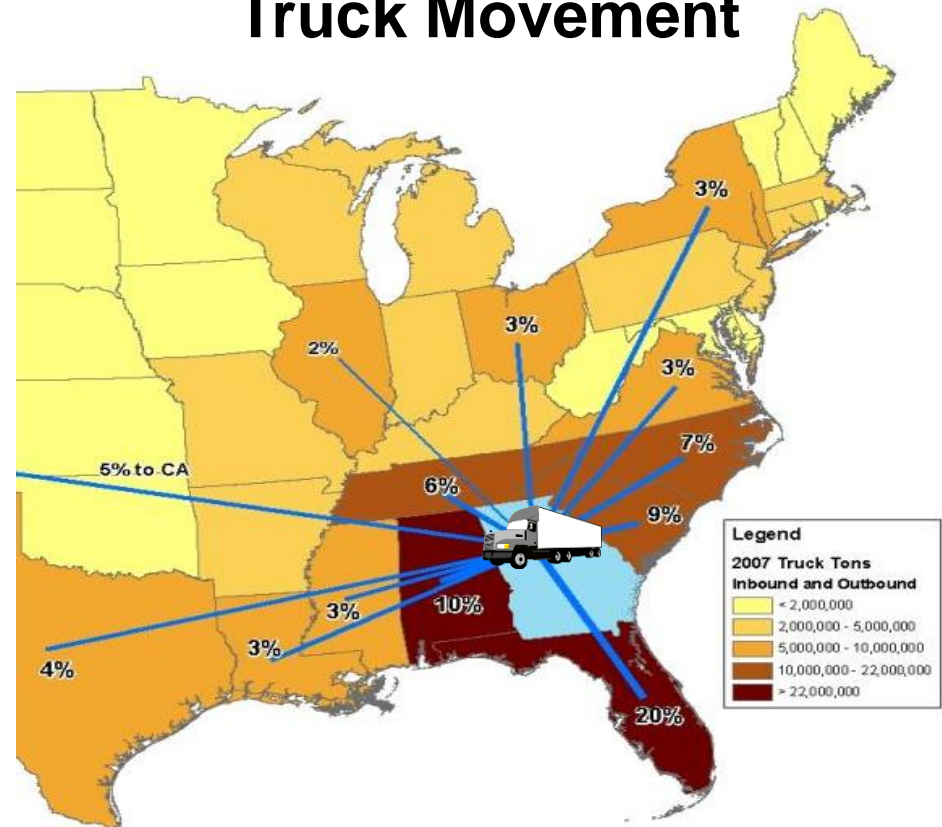 Truck Movement
3%
3%
2%
3%
7%
5% to CA
6%
9%
3%
10%
3%
4%
20%
Legend
2007 Truck Tons
Inbound and Outbound
< 2,000,000
2,000,000 - 5,000,000
5,000,000 - 10,000,000
10,000,000 - 22,000,000
> 22,000,000